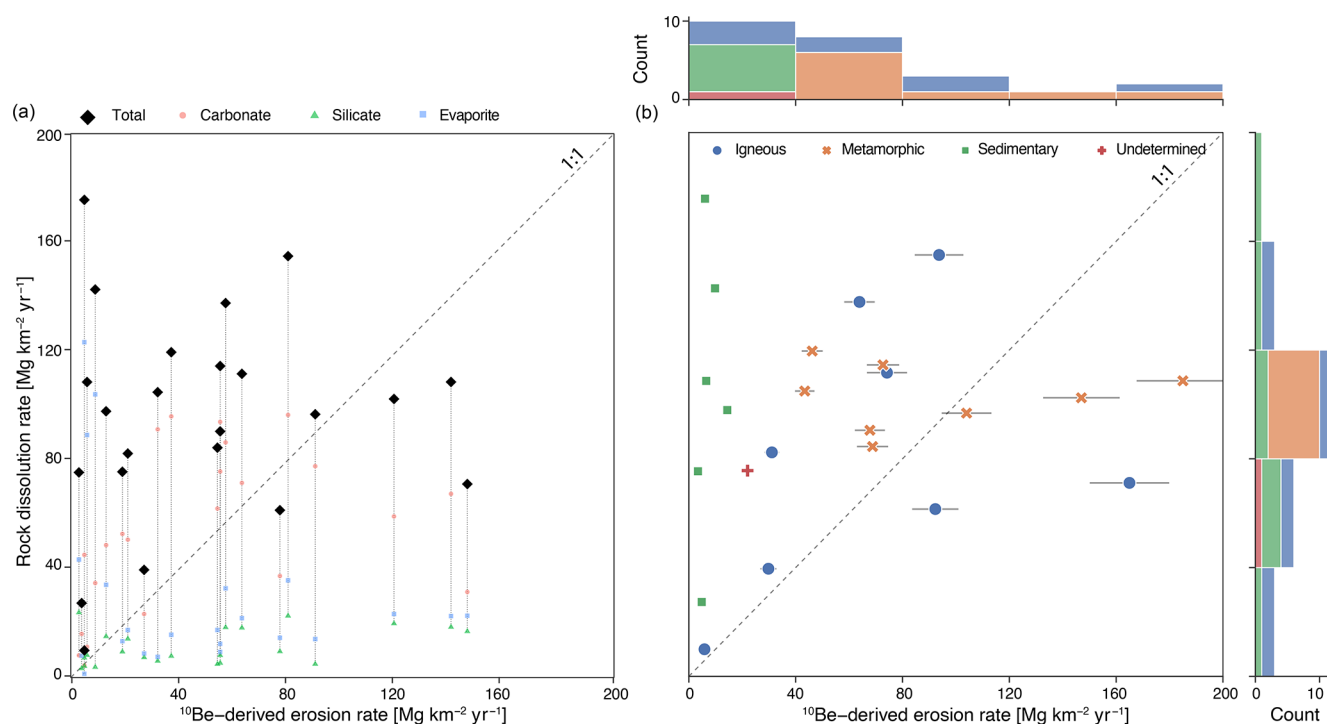 10
Count
0
(a)
Total
Carbonate
Silicate
Evaporite
200
160
120
80
40
0
Rock dissolution rate [Mg km⁻² yr⁻¹]
1:1
0
40
80
120
160
200
¹⁰Be−derived erosion rate [Mg km⁻² yr⁻¹]
(b)
Igneous
Metamorphic
Sedimentary
Undetermined
1:1
0
40
80
120
160
200
¹⁰Be−derived erosion rate [Mg km⁻² yr⁻¹]
0
10
Count